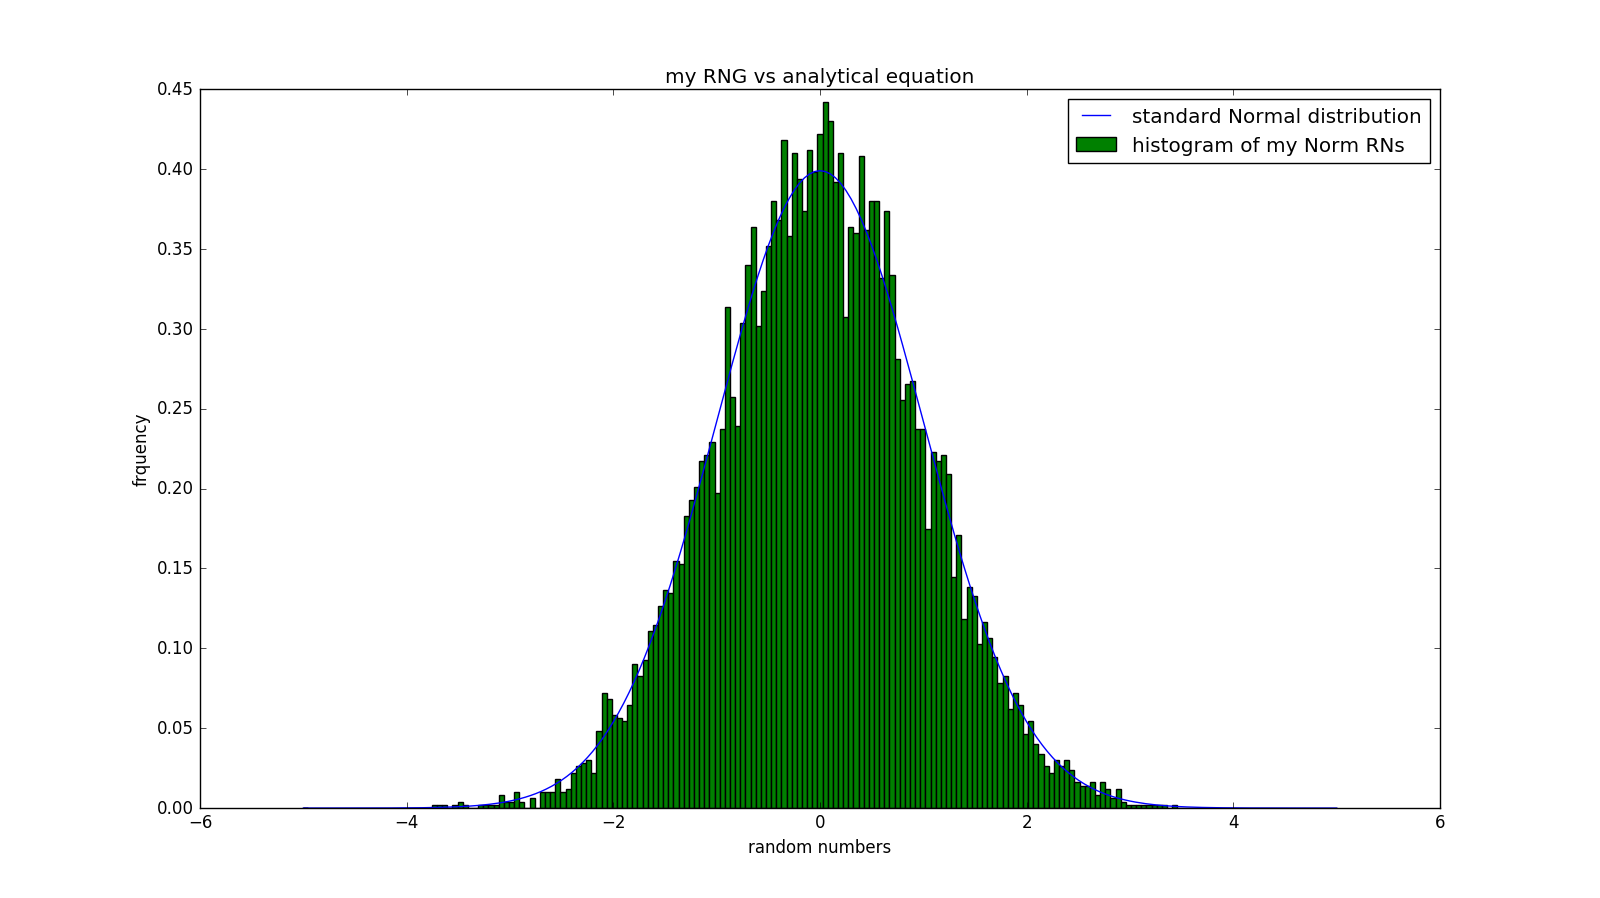 my RNG vs analytical equation
0.45
standard Normal distribution
histogram of my Norm RNs
0.40
0.35
0.30
0.25
frquency
0.20
0.15
0.10
0.05
0.00
−6 −4 −2 0 2 4 6
random numbers